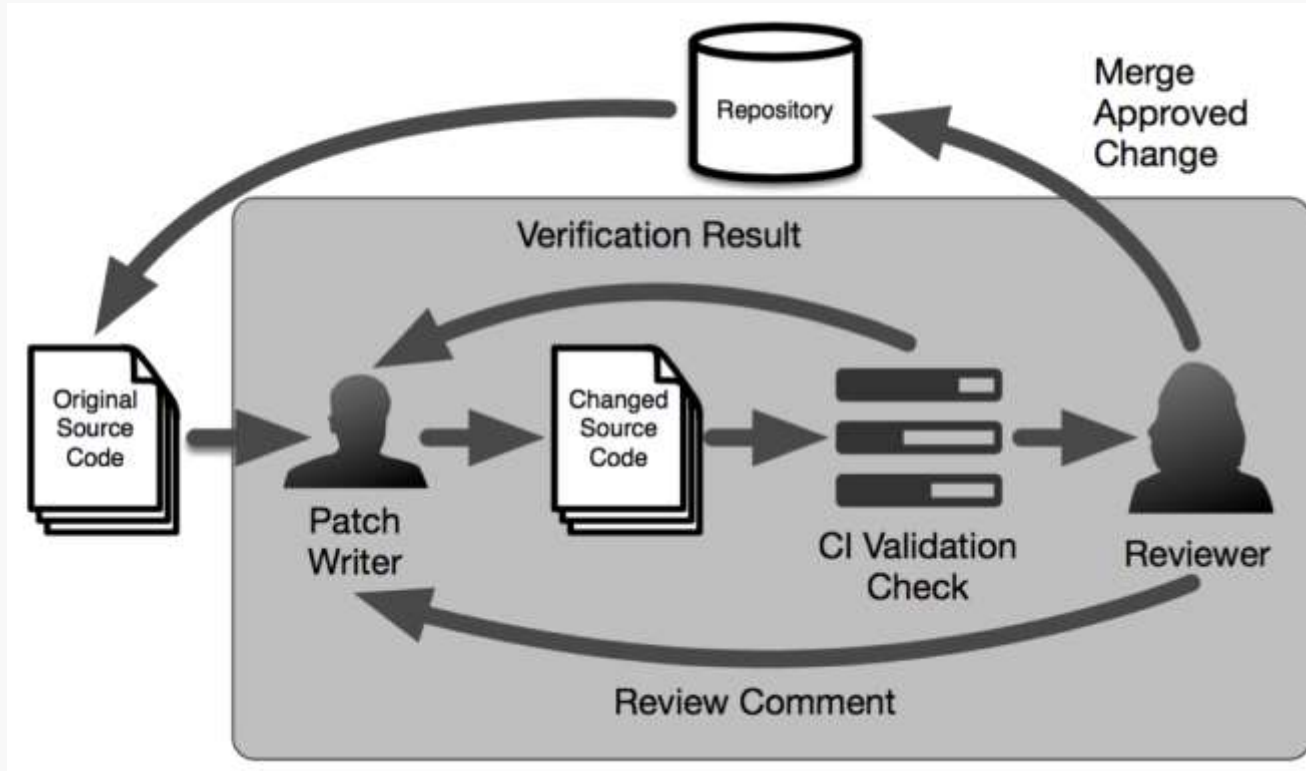 Repository
Merge
Approved
Change
Verification Result
Original
Source
Code
Changed
Source
Code
Patch
Writer
CI Validation
Check
Reviewer
Review Comment